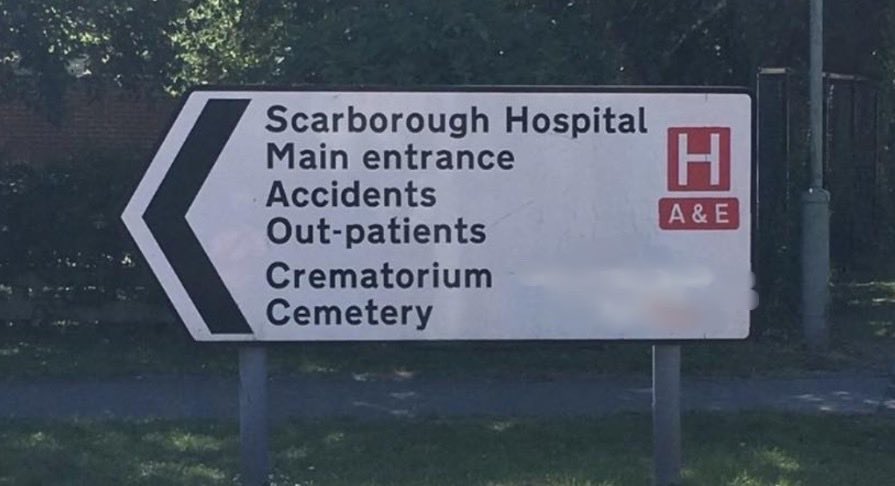 Scarborough Hospital
Main entrance
Accidents
Out-patients
Crematorium
Cemetery
H
A & E